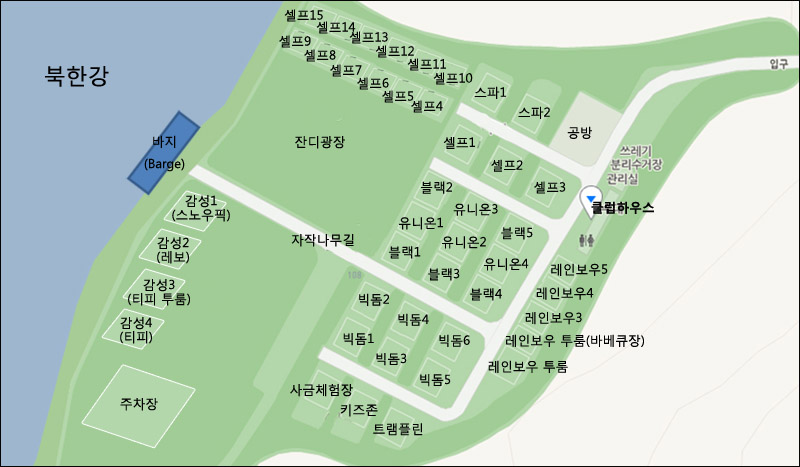 셀프15
셀프14
셀프13
셀프12
셀프11
셀프10
셀프9
셀프8
셀프7
셀프6
셀프5
셀프4
입구
북한강
스파1
스파2
공방
바지
(Barge)
잔디광장
셀프1
셀프2
셀프3
쓰레기
분리수거장
관리실
클럽하우스
블랙2
유니온3
블랙5
유니온1
유니온2
유니온4
블랙1
블랙3
블랙4
감성1
(스노우픽)
감성2
(레보)
감성3
(티피 투룸)
감성4
(티피)
자작나무길
188
레인보우5
레인보우4
레인보우3
레인보우 투룸(바베큐장)
레인보우 투룸
빅돔2
빅돔4
빅돔6
빅돔1
빅돔3
빅돔5
주차장
사금체험장
키즈존
트램플린